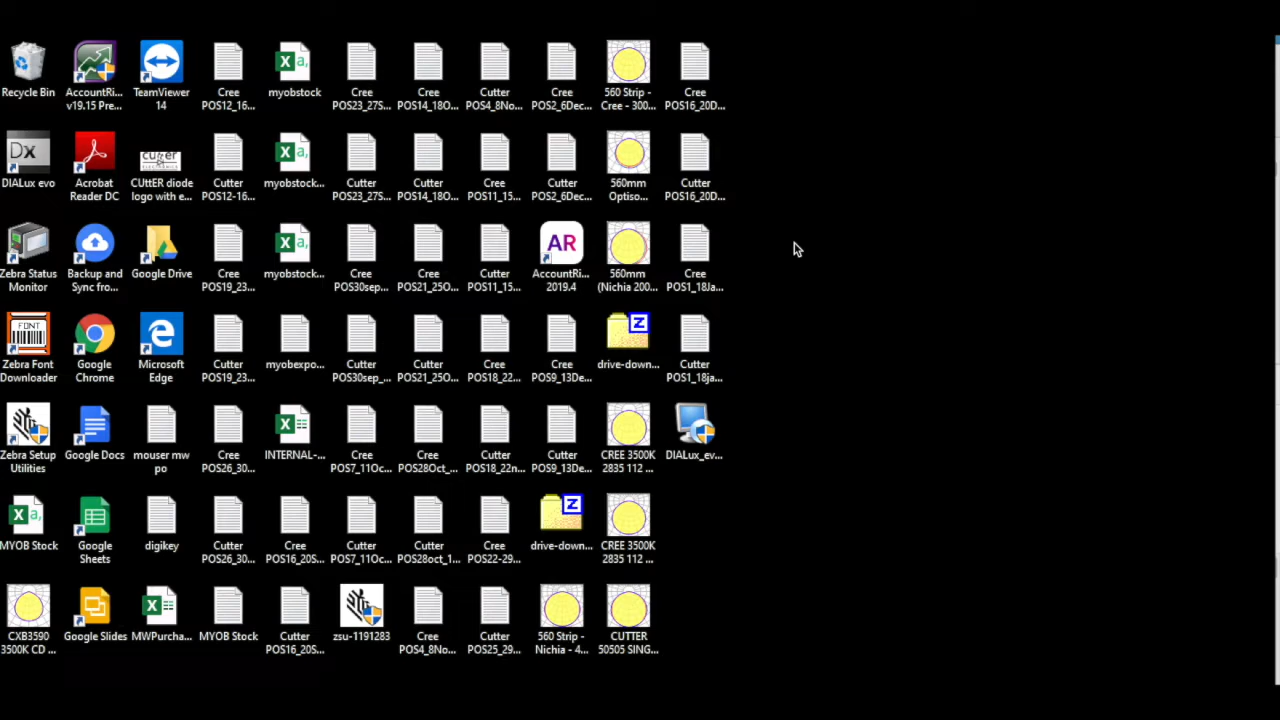 Recycle Bin
AccountRi...
v19.15 Pre...
TeamViewer
14
Cree
POS12_16...
myobstock
Cree
POS23_27S...
Cree
POS14_18O...
Cutter
POS4_8No...
Cree
POS2_6Dec...
560 Strip -
Cree - 300...
Cree
POS16_20D...
Dx
DIALux evo
Acrobat
Reader DC
cutter
ELECTRONICS
CUttER diode
logo with e...
Cutter
POS12-16...
myobstock...
Cutter
POS23_27S...
Cutter
POS14_18O...
Cree
POS11_15...
Cutter
POS2_6Dec...
560mm
Optiso...
Cutter
POS16_20D...
Zebra Status
Monitor
Backup and
Sync fro...
Google Drive
Cree
POS19_23...
myobstock...
Cree
POS30sep...
Cree
POS21_25O...
Cutter
POS11_15...
AR
AccountRi...
2019.4
560mm
(Nichia 200...
Cree
POS1_18Ja...
FONT
Zebra Font
Downloader
Google
Chrome
Microsoft
Edge
Cutter
POS19_23...
myobexpo...
Cutter
POS30sep_...
Cutter
POS21_25O...
Cree
POS18_22...
Cree
POS9_13De...
Z
drive-down...
Cutter
POS1_18ja...
Zebra Setup
Utilities
Google Docs
mouser mw
po
Cree
POS26_30...
INTERNAL-...
Cree
POS7_11Oc...
Cree
POS28Oct_...
Cutter
POS18_22n...
Cutter
POS9_13De...
CREE 3500K
2835 112 ...
DIALux_ev...
MYOB Stock
Google
Sheets
digikey
Cutter
POS26_30...
Cree
POS16_20S...
Cutter
POS7_11Oc...
Cutter
POS28oct_1...
Cree
POS22-29...
Z
drive-down...
CREE 3500K
2835 112 ...
CXB3590
3500K CD ...
Google Slides
MWPurcha...
MYOB Stock
Cutter
POS16_20S...
zsu-1191283
Cree
POS4_8No...
Cutter
POS25_29...
560 Strip -
Nichia - 4...
CUTTER
50505 SING...